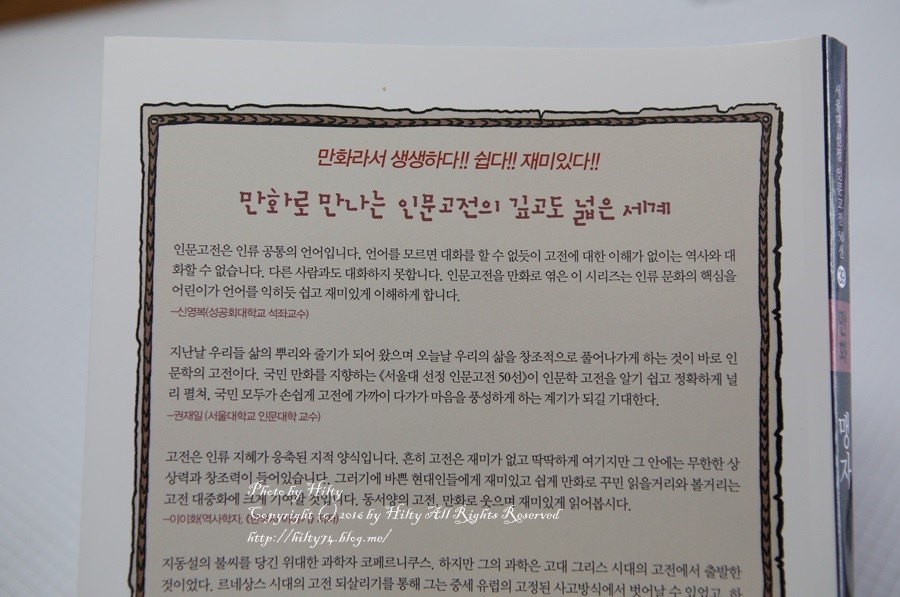 만화라서 생생하다!! 쉽다!! 재미있다!!
만화로 만나는 인문고전의 깊고도 넓은 세계
인문고전은 인류 공통의 언어입니다. 언어를 모르면 대화를 할 수 없듯이 고전에 대한 이해가 없이는 역사와 대
화할 수 없습니다. 다른 사람과도 대화하지 못합니다. 인문고전을 만화로 엮은 이 시리즈는 인류 문화의 핵심을
어린이가 언어를 익히듯 쉽고 재미있게 이해하게 합니다.
–신영복(성공회대학교 석좌교수)
지난날 우리들 삶의 뿌리와 줄기가 되어 왔으며 오늘날 우리의 삶을 창조적으로 풀어나가게 하는 것이 바로 인
문학의 고전이다. 국민 만화를 지향하는 《서울대 선정 인문고전 50선》이 인문학 고전을 알기 쉽고 정확하게 널
리 펼쳐, 국민 모두가 손쉽게 고전에 가까이 다가가 마음을 풍성하게 하는 계기가 되길 기대한다.
–권재일 (서울대학교 인문대학 교수)
고전은 인류 지혜가 응축된 지적 양식입니다. 흔히 고전은 재미가 없고 딱딱하게 여기지만 그 안에는 무한한 상
상력과 창조력이 들어있습니다. 그러기에 바쁜 현대인들에게 재미있고 쉽게 만화로 꾸민 읽을거리와 볼거리는
고전 대중화에 크게 기여할 것입니다. 동서양의 고전, 만화로 웃으며 재미있게 읽어봅시다.
–이이화(역사학자,
지동설의 불씨를 당긴 위대한 과학자 코페르니쿠스. 하지만 그의 과학은 고대 그리스 시대의 고전에서 출발한
것이었다. 르네상스 시대의 고전 되살리기를 통해 그는 중세 유럽의 고정된 사고방식에서 벗어날 수 있었고, 하
Photo by Hilty
Copyright (c) 2016 by Hilty All Rights Reserved
http://hilty74.blog.me/
서울대 선정 인문고전 50선
만화
맹자